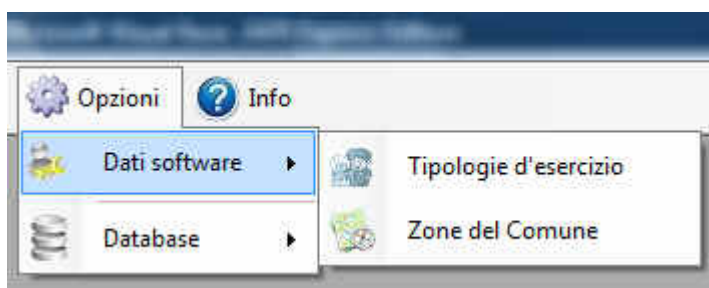 Opzioni
Info
Dati software
Tipologie d'esercizio
Zone del Comune
Database